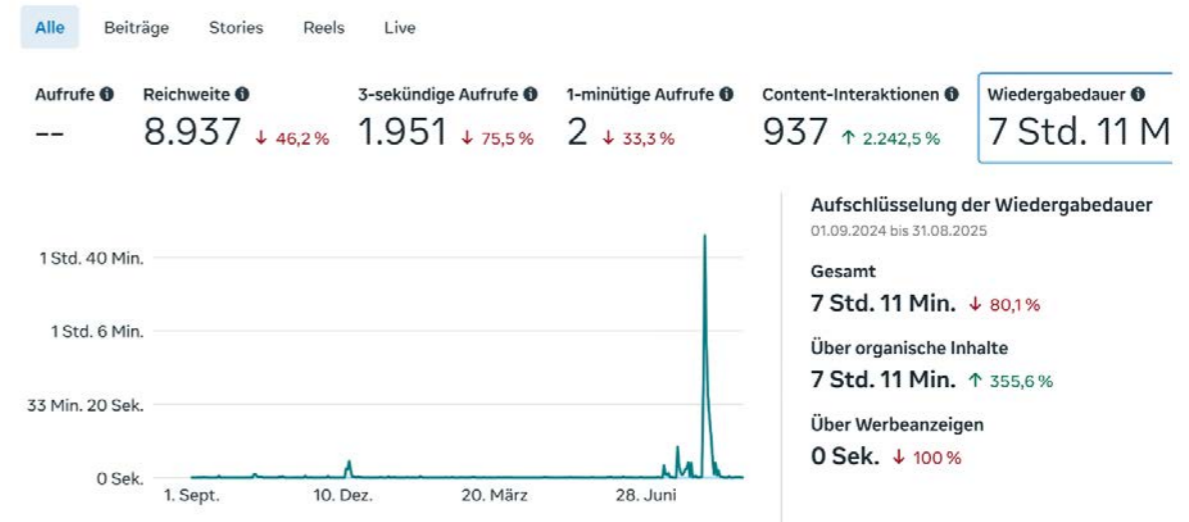 Alle Beiträge Stories Reels Live
Aufrufe Reichweite 3-sekündige Aufrufe 1-minütige Aufrufe Content-Interaktionen Wiedergabedauer
-- 8.937 ↓ 46,2 % 1.951 ↓ 75,5 % 2 ↓ 33,3 % 937 ↑ 2.242,5 % 7 Std. 11 M
Aufschlüsselung der Wiedergabedauer
01.09.2024 bis 31.08.2025
Gesamt
7 Std. 11 Min. ↓ 80,1 %
Über organische Inhalte
7 Std. 11 Min. ↑ 355,6 %
Über Werbeanzeigen
0 Sek. ↓ 100 %
1 Std. 40 Min.
1 Std. 6 Min.
33 Min. 20 Sek.
0 Sek.
1. Sept. 10. Dez. 20. März 28. Juni